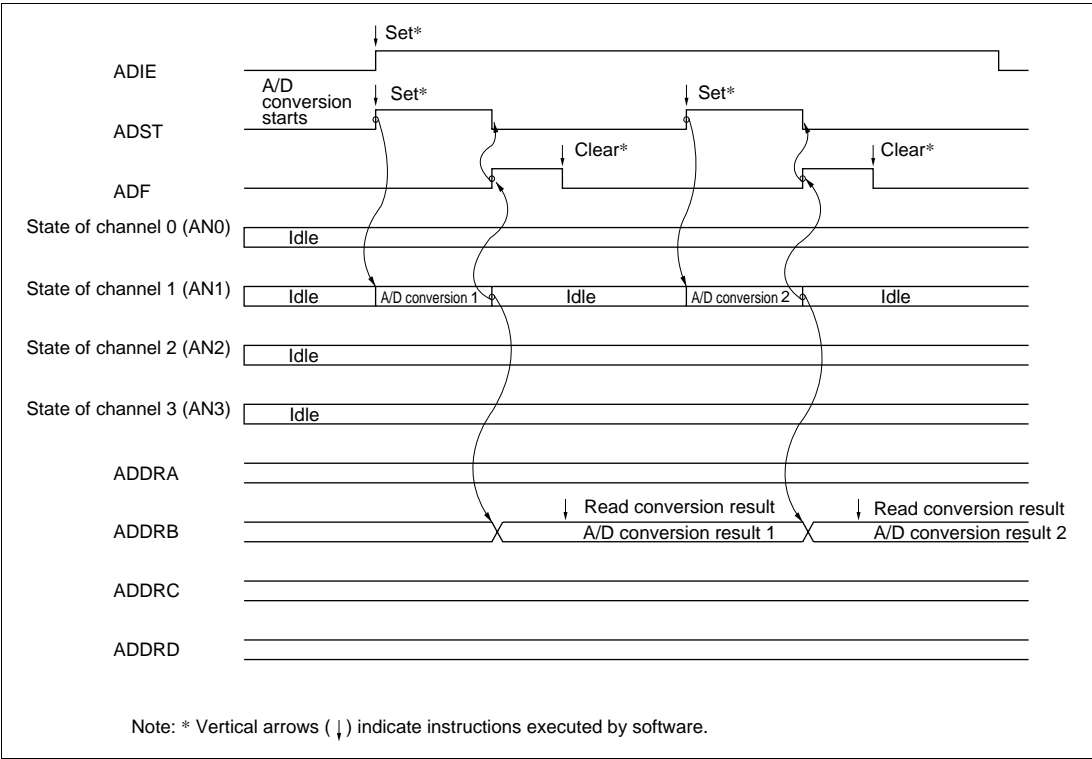 Set*
ADIE
A/D
conversion
starts
Set*
Set*
ADST
Clear*
Clear*
ADF
State of channel 0 (AN0)
Idle
State of channel 1 (AN1)
Idle
A/D conversion 1
Idle
A/D conversion 2
Idle
State of channel 2 (AN2)
Idle
State of channel 3 (AN3)
Idle
ADDRA
Read conversion result
Read conversion result
ADDRB
A/D conversion result 1
A/D conversion result 2
ADDRC
ADDRD
Note: * Vertical arrows (↓) indicate instructions executed by software.